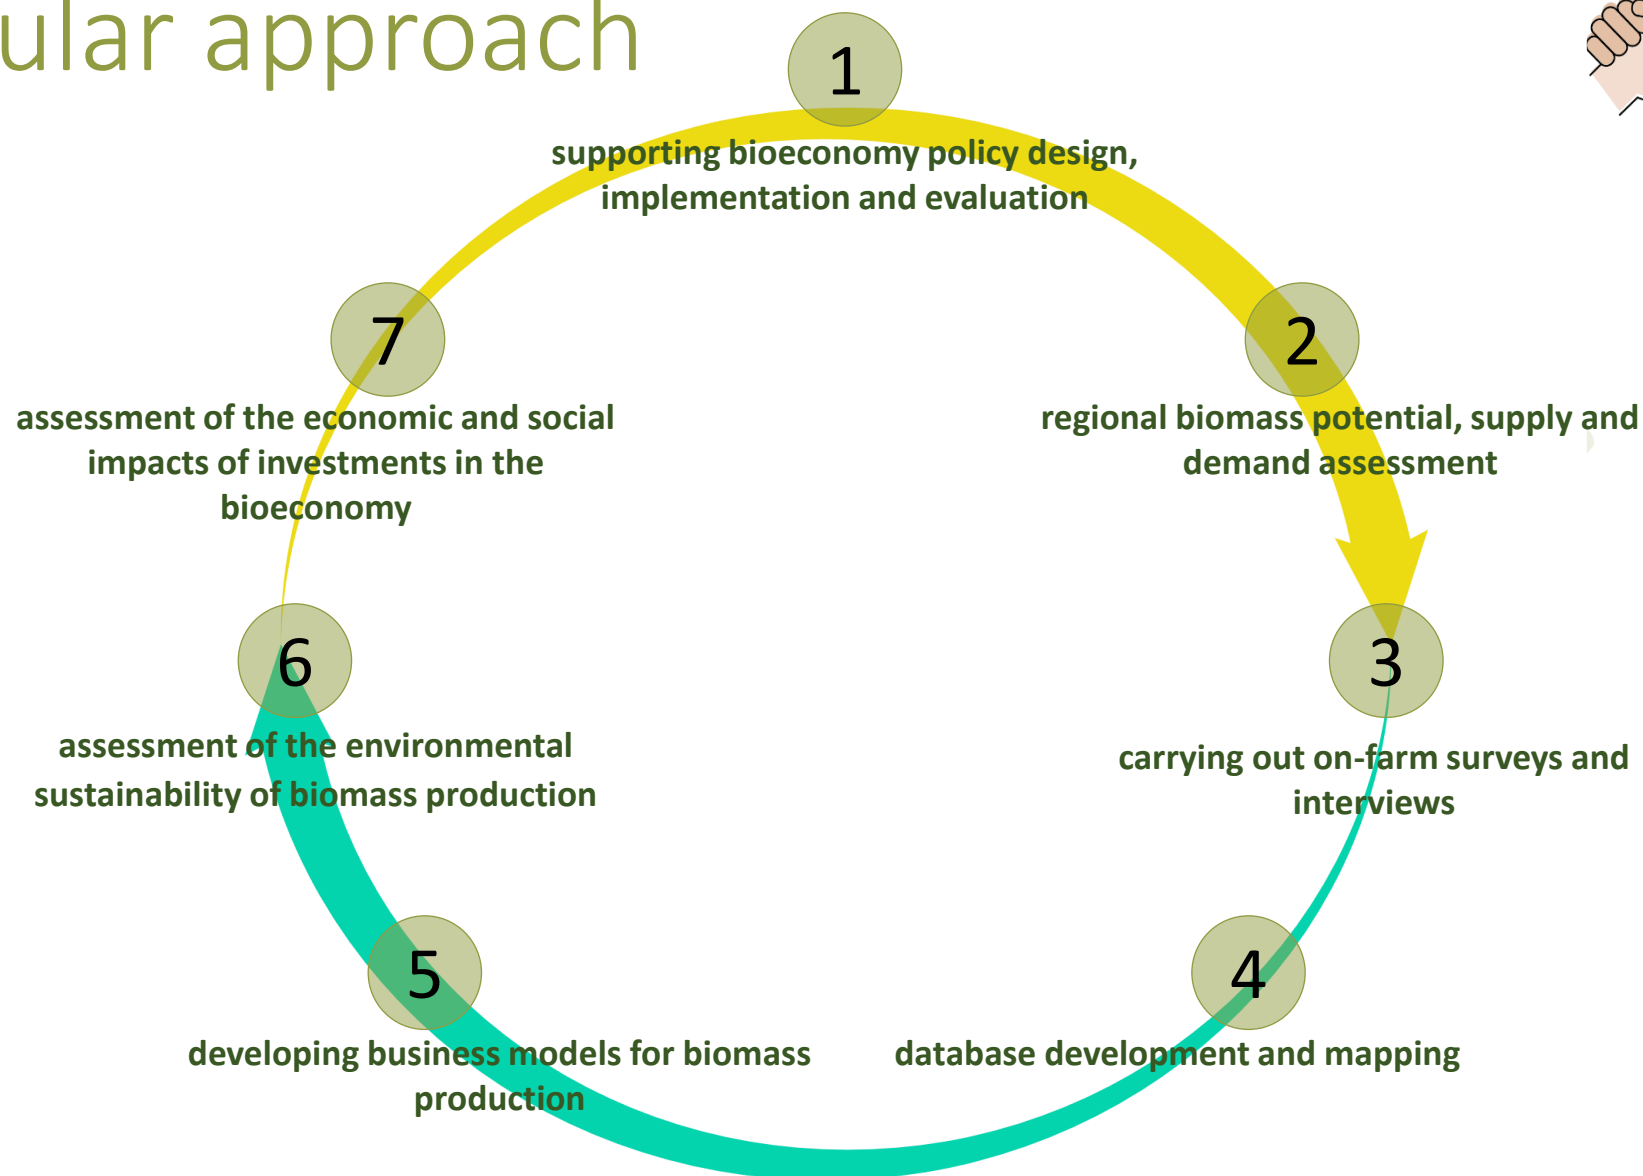 ular approach
1
supporting bioeconomy policy design,
implementation and evaluation
2
regional biomass potential, supply and
demand assessment
3
carrying out on-farm surveys and
interviews
4
database development and mapping
5
developing business models for biomass
production
6
assessment of the environmental
sustainability of biomass production
7
assessment of the economic and social
impacts of investments in the
bioeconomy